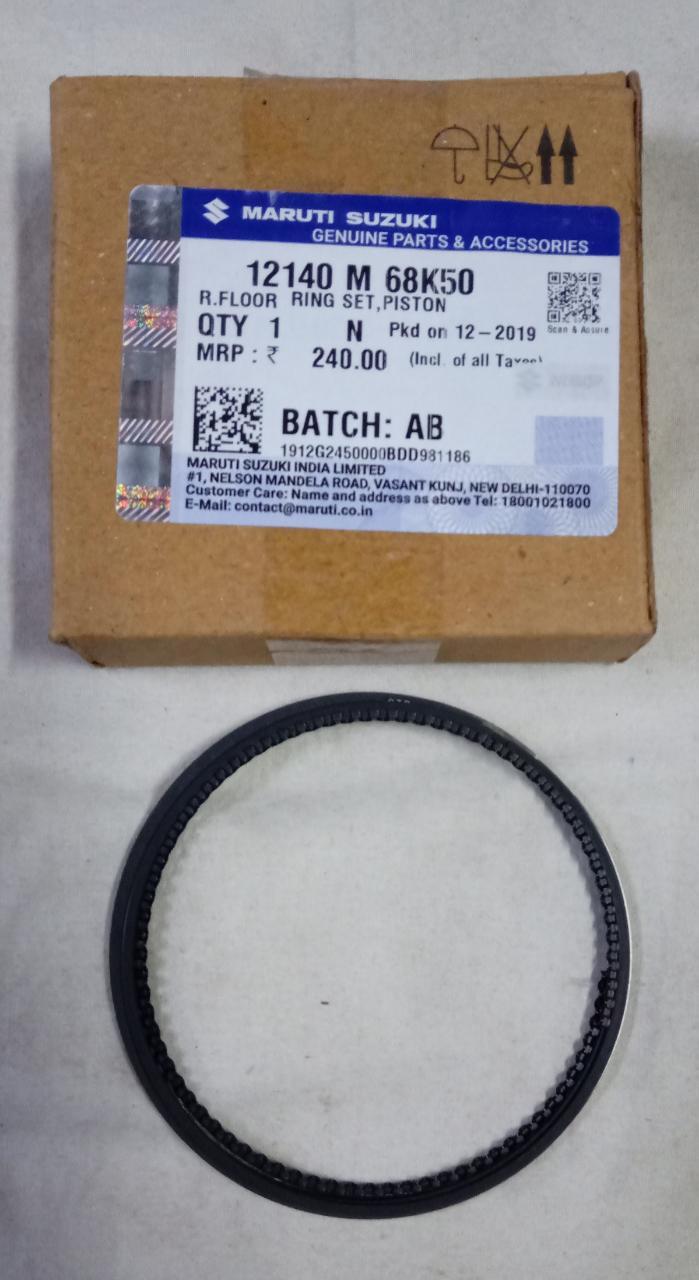 MARUTI SUZUKI
GENUINE PARTS & ACCESSORIES
12140 M 68K50
R.FLOOR RING SET,PISTON
QTY 1 N Pkd on 12-2019
Scan & Assure
MRP : ₹ 240.00 (Incl. of all Taxes)
BATCH: AB
1912G2450000BDD981186
MARUTI SUZUKI INDIA LIMITED
#1, NELSON MANDELA ROAD, VASANT KUNJ, NEW DELHI-110070
Customer Care: Name and address as above Tel: 18001021800
E-Mail: contact@maruti.co.in